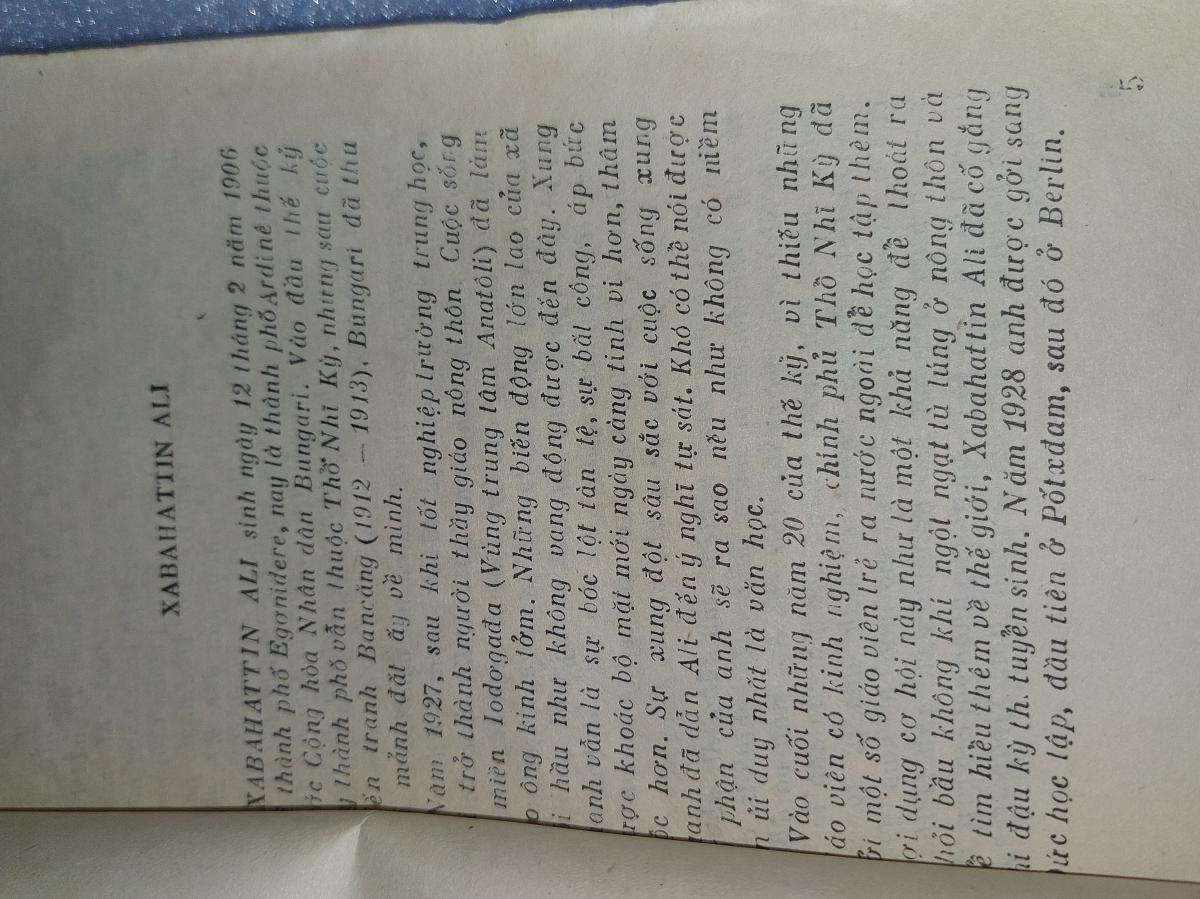 XABAHATTIN ALI
XABAHATTIN ALI sinh ngày 12 tháng 2 năm 1906
thành phố Egonidere, nay là thành phố Ardinê thuộc
Cộng hòa Nhân dân Bungari. Vào đầu thế kỷ
thành phố vẫn thuộc Thổ Nhĩ Kỳ, nhưng sau cuộc
tranh Bancăng (1912 — 1913), Bungari đã thu
mảnh đất ấy về mình.
Năm 1927, sau khi tốt nghiệp trường trung học,
trở thành người thầy giáo nông thôn. Cuộc sống
miền Iodơgađa (Vùng trung tâm Anatôli) đã làm
ông kinh tởm. Những biến động lớn lao của xã
hầu như không vang động được đến đây. Xung
anh vẫn là sự bóc lột tàn tệ, sự bất công, áp bức
khoác bộ mặt mới ngày càng tinh vi hơn, thâm
hơn. Sự xung đột sâu sắc với cuộc sống xung
anh đã dẫn Ali đến ý nghĩ tự sát. Khó có thể nói được
phận của anh sẽ ra sao nếu như không có niềm
ủi duy nhất là văn học.
Vào cuối những năm 20 của thế kỷ, vì thiếu những
áo viên có kinh nghiệm, chính phủ Thổ Nhĩ Kỳ đã
một số giáo viên trẻ ra nước ngoài để học tập thêm.
ợi dụng cơ hội này như là một khả năng để thoát ra
hỏi bầu không khí ngột ngạt tù túng ở nông thôn và
tìm hiểu thêm về thế giới, Xabahatin Ali đã cố gắng
đậu kỳ th. tuyển sinh. Năm 1928 anh được gởi sang
ức học tập, đầu tiên ở Pốtxđam, sau đó ở Berlin.
5